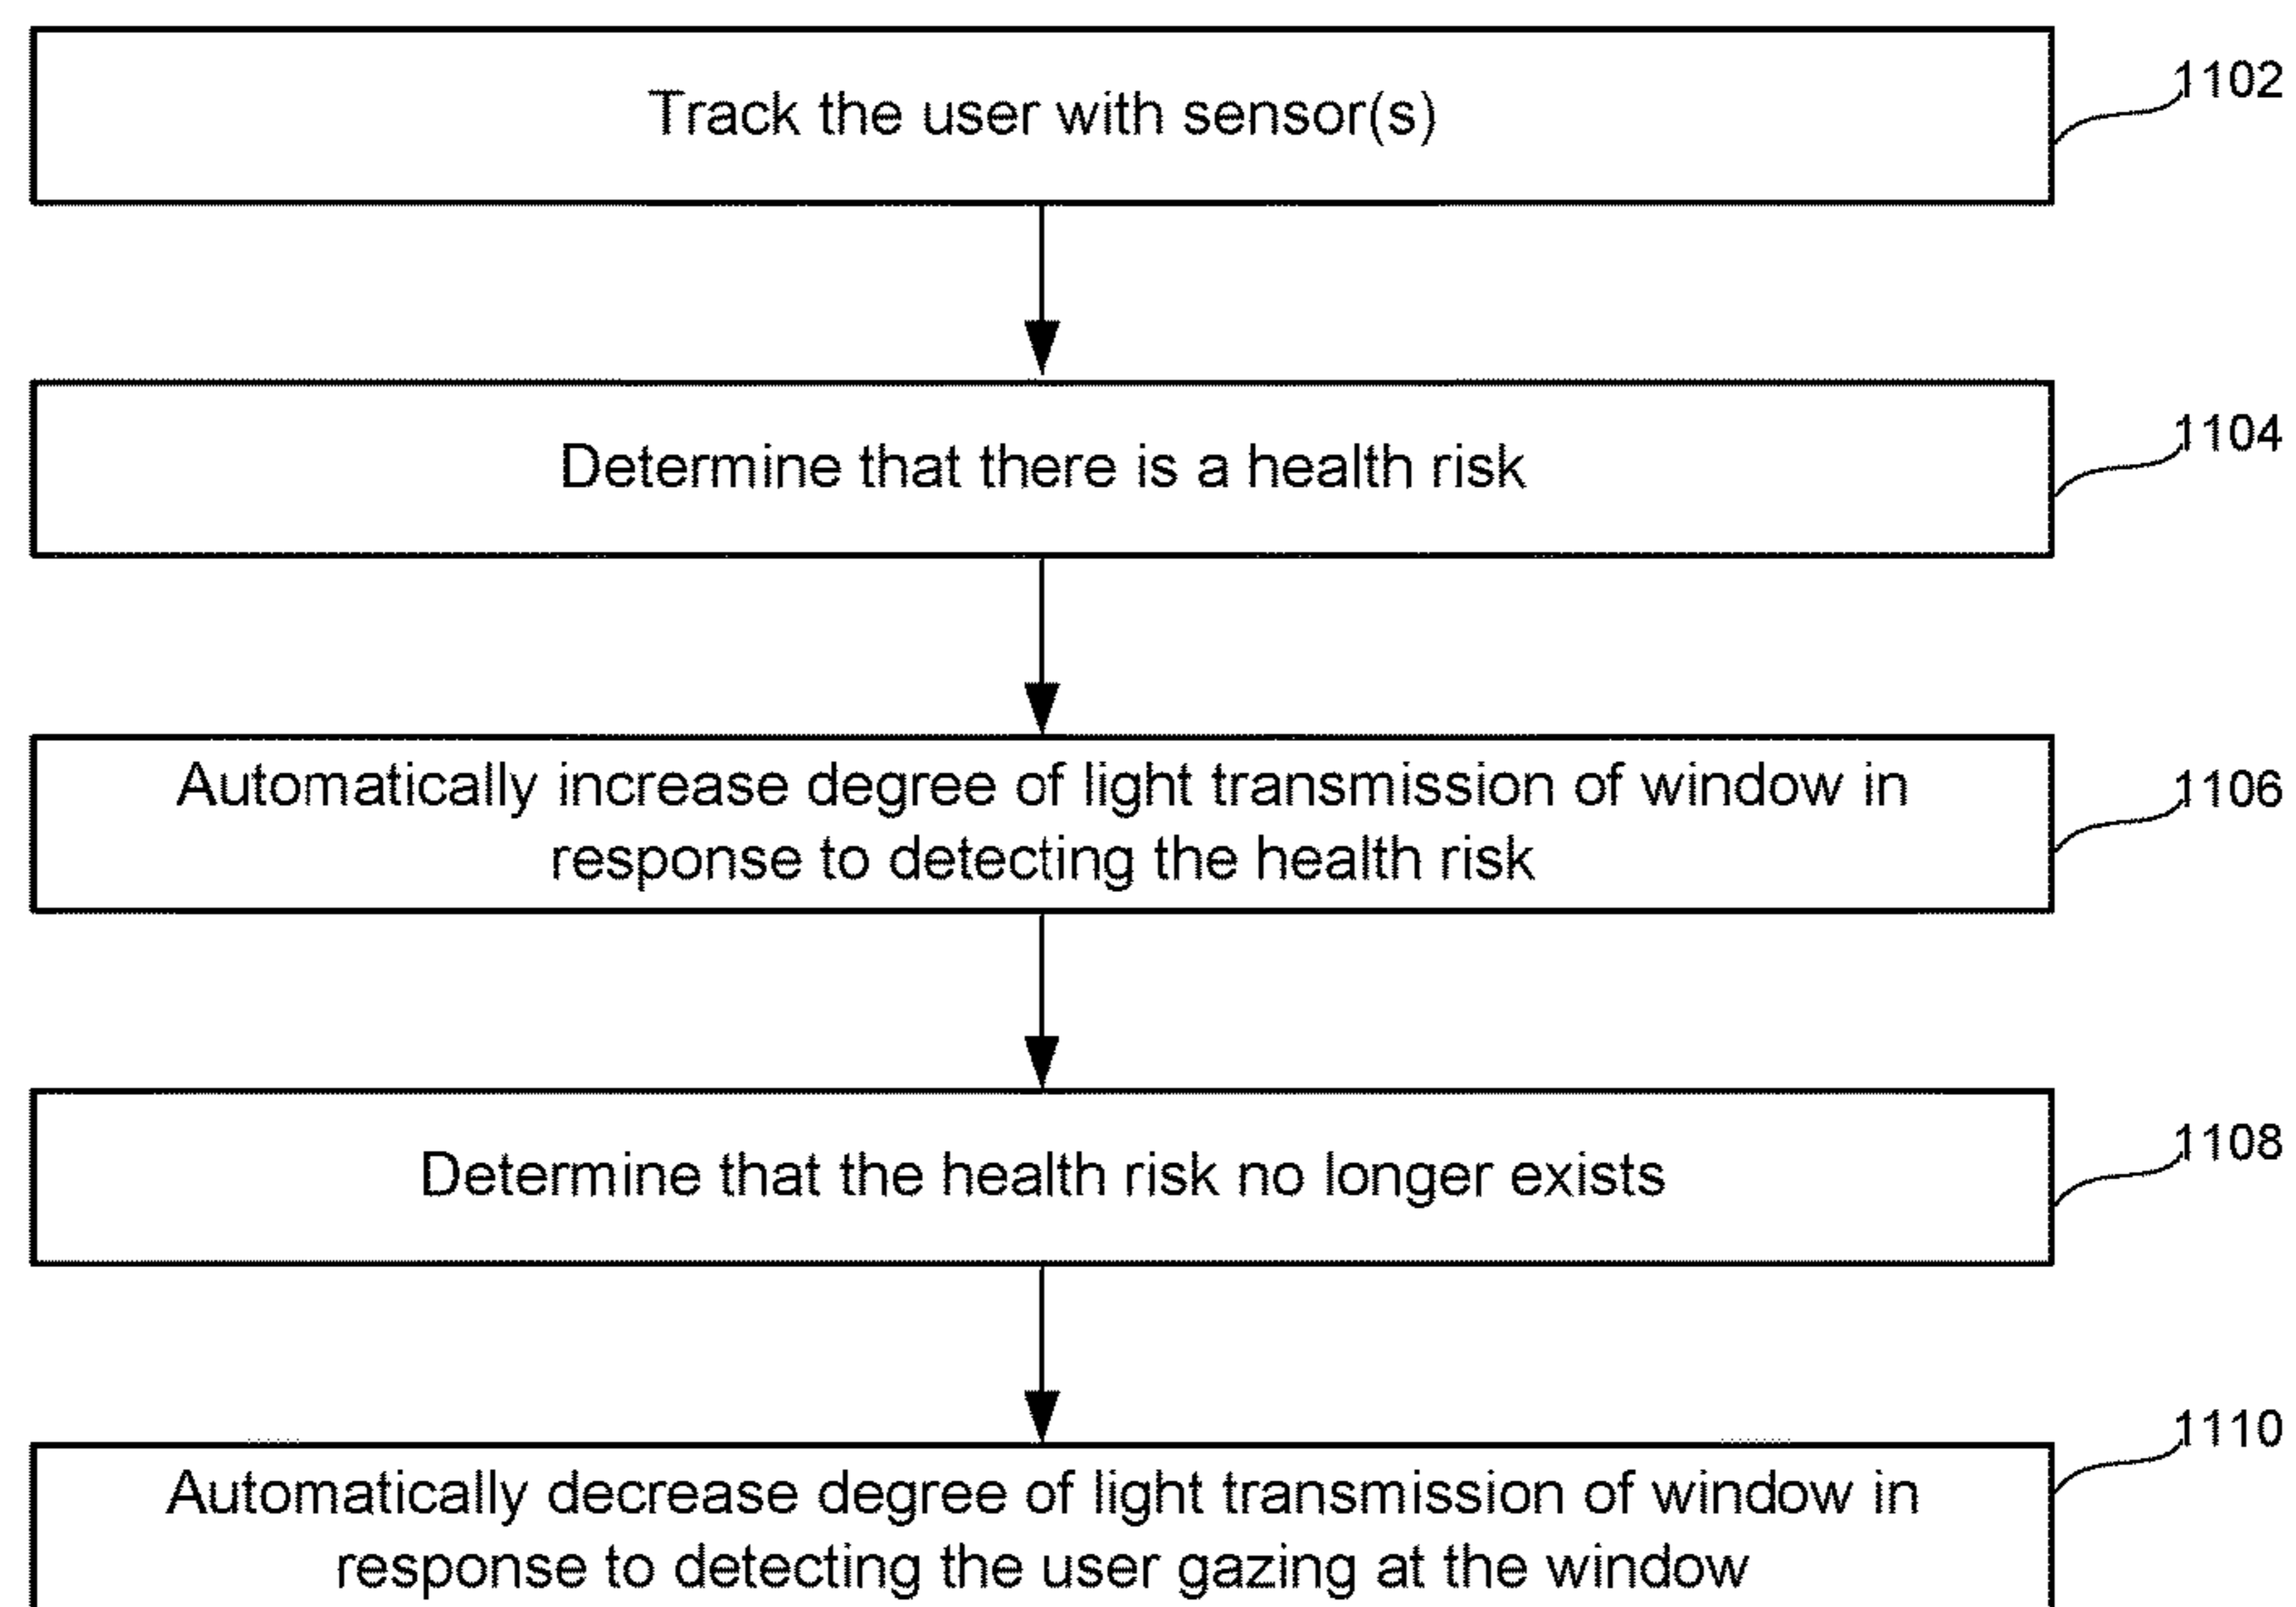 Track the user with sensor(s)
1102
Determine that there is a health risk
1104
Automatically increase degree of light transmission of window in
response to detecting the health risk
1106
Determine that the health risk no longer exists
1108
Automatically decrease degree of light transmission of window in
response to detecting the user gazing at the window
1110